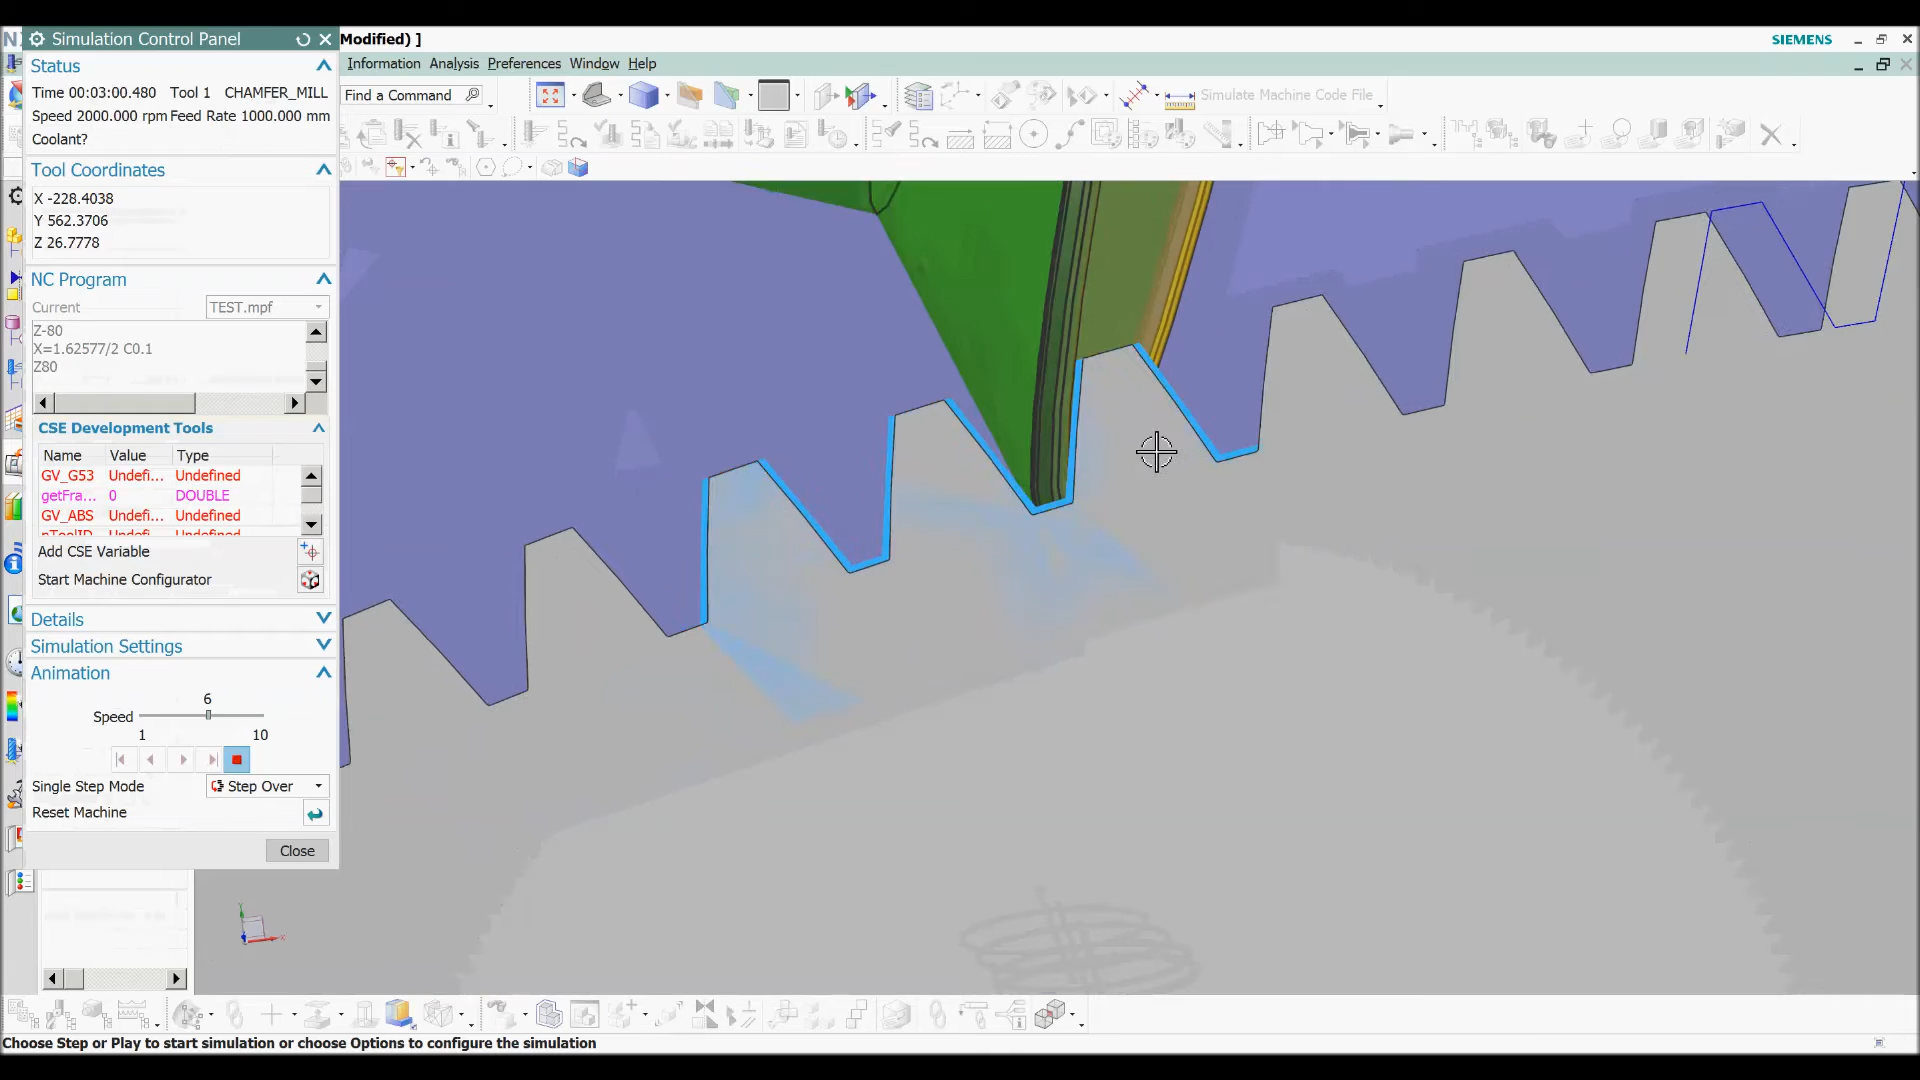 Simulation Control Panel
Modified) ]
SIEMENS
Status
Information Analysis Preferences Window Help
Time 00:03:00.480 Tool 1 CHAMFER_MILL
Find a Command
Simulate Machine Code File
Speed 2000.000 rpm Feed Rate 1000.000 mm
Coolant?
Tool Coordinates
X -228.4038
Y 562.3706
Z 26.7778
NC Program
Current TEST.mpf
Z-80
X=1.62577/2 C0.1
Z80
CSE Development Tools
Name Value Type
GV_G53 Undefi... Undefined
getFra... 0 DOUBLE
GV_ABS Undefi... Undefined
nToolID Undefi... Undefined
Add CSE Variable
Start Machine Configurator
Details
Simulation Settings
Animation
6
Speed
1 10
Single Step Mode Step Over
Reset Machine
Close
Choose Step or Play to start simulation or choose Options to configure the simulation